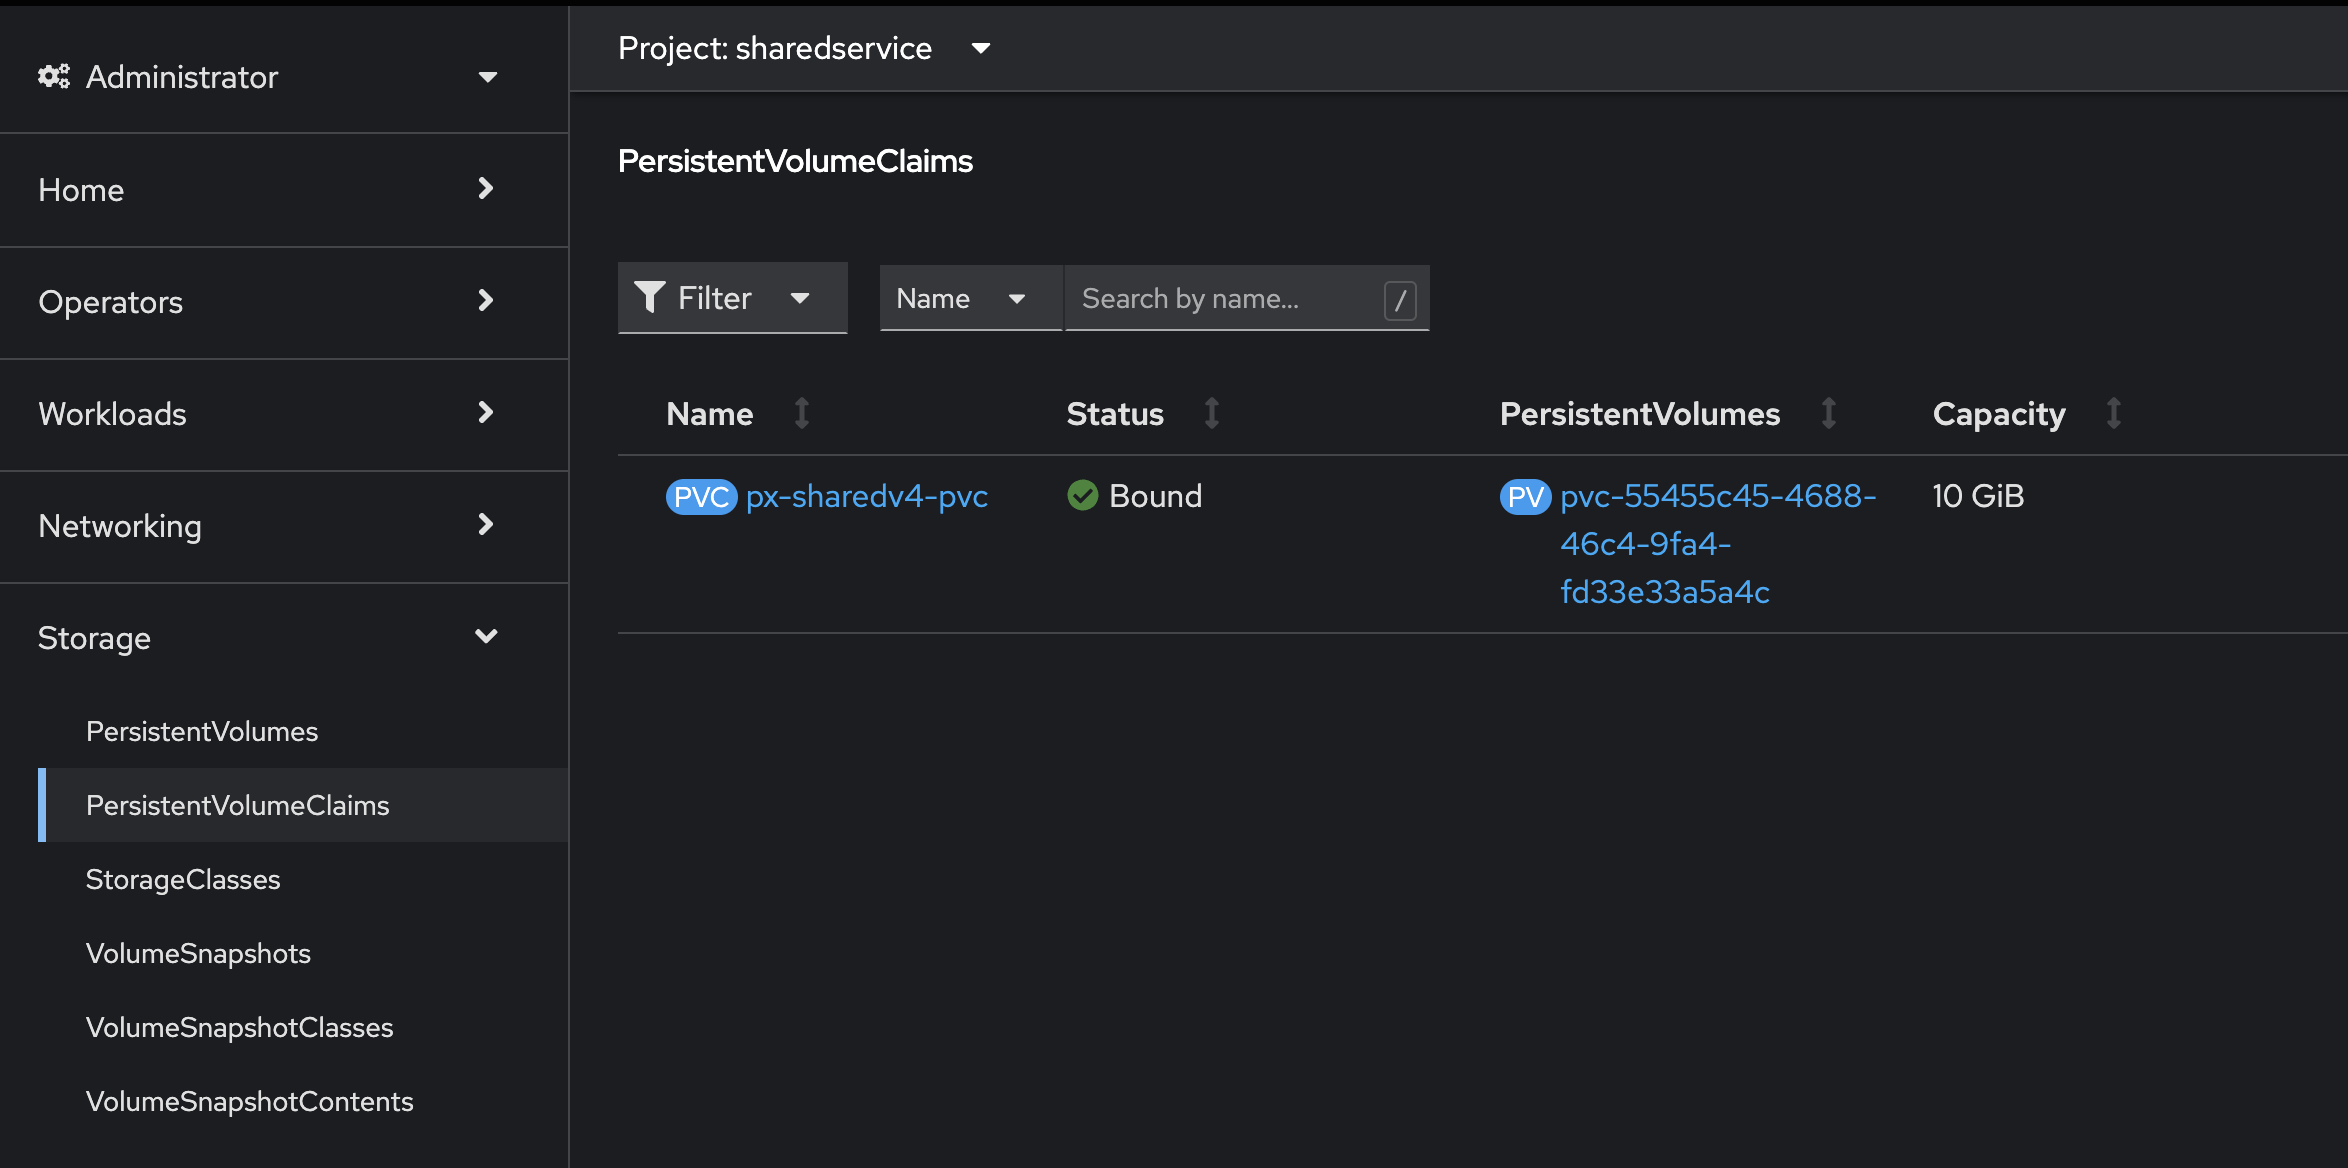 Administrator
Home
Operators
Workloads
Networking
Storage
PersistentVolumes
PersistentVolumeClaims
StorageClasses
VolumeSnapshots
VolumeSnapshotClasses
VolumeSnapshotContents
Project: sharedservice
PersistentVolumeClaims
Filter Name Search by name... /
Name Status PersistentVolumes Capacity
PVC px-sharedv4-pvc Bound PV pvc-55455c45-4688- 10 GiB
46c4-9fa4-
fd33e33a5a4c